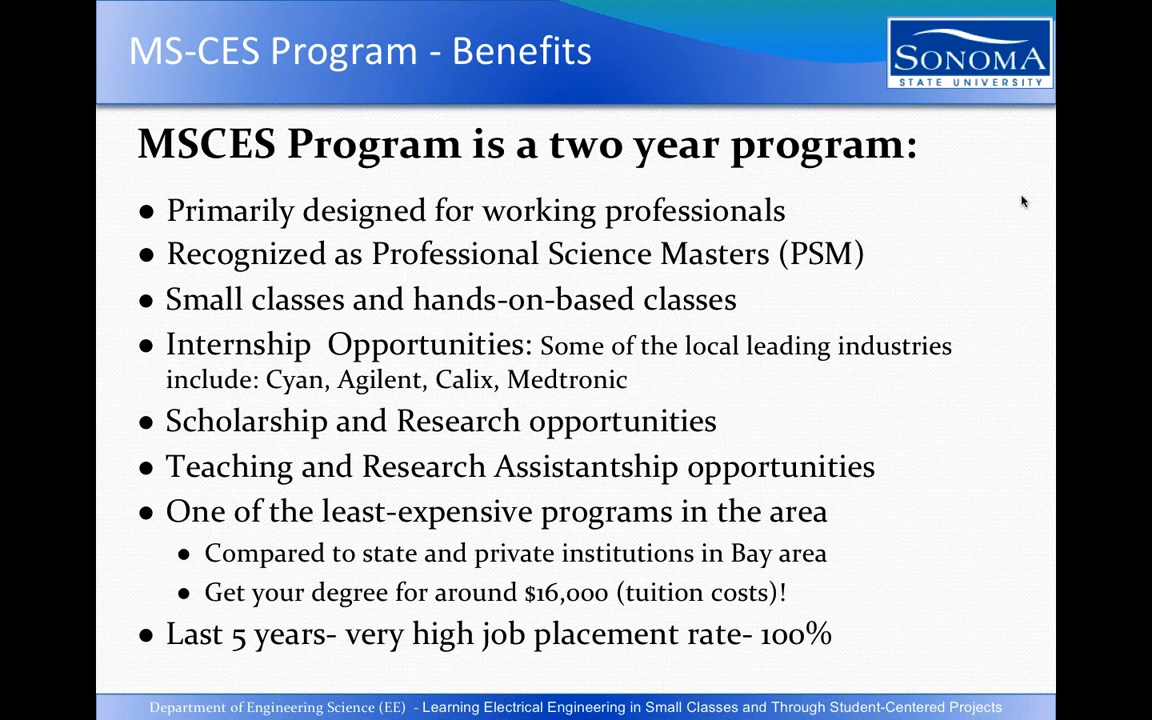 MS-CES Program - Benefits
SONOMA
STATE UNIVERSITY
MSCES Program is a two year program:
● Primarily designed for working professionals
● Recognized as Professional Science Masters (PSM)
● Small classes and hands-on-based classes
● Internship Opportunities: Some of the local leading industries
include: Cyan, Agilent, Calix, Medtronic
● Scholarship and Research opportunities
● Teaching and Research Assistantship opportunities
● One of the least-expensive programs in the area
● Compared to state and private institutions in Bay area
● Get your degree for around $16,000 (tuition costs)!
● Last 5 years- very high job placement rate- 100%
Department of Engineering Science (EE) - Learning Electrical Engineering in Small Classes and Through Student-Centered Projects